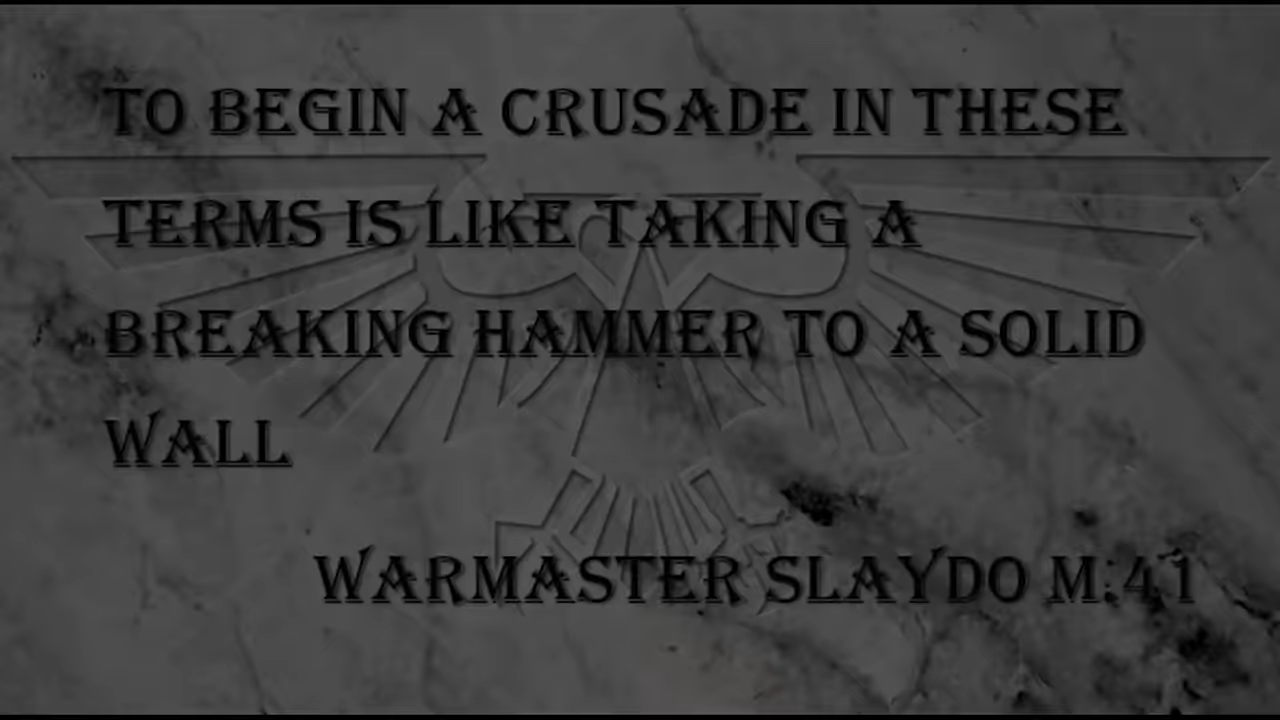 TO BEGIN A CRUSADE IN THESE
TERMS IS LIKE TAKING A
BREAKING HAMMER TO A SOLID
WALL
WARMASTER SLAYDO M:41